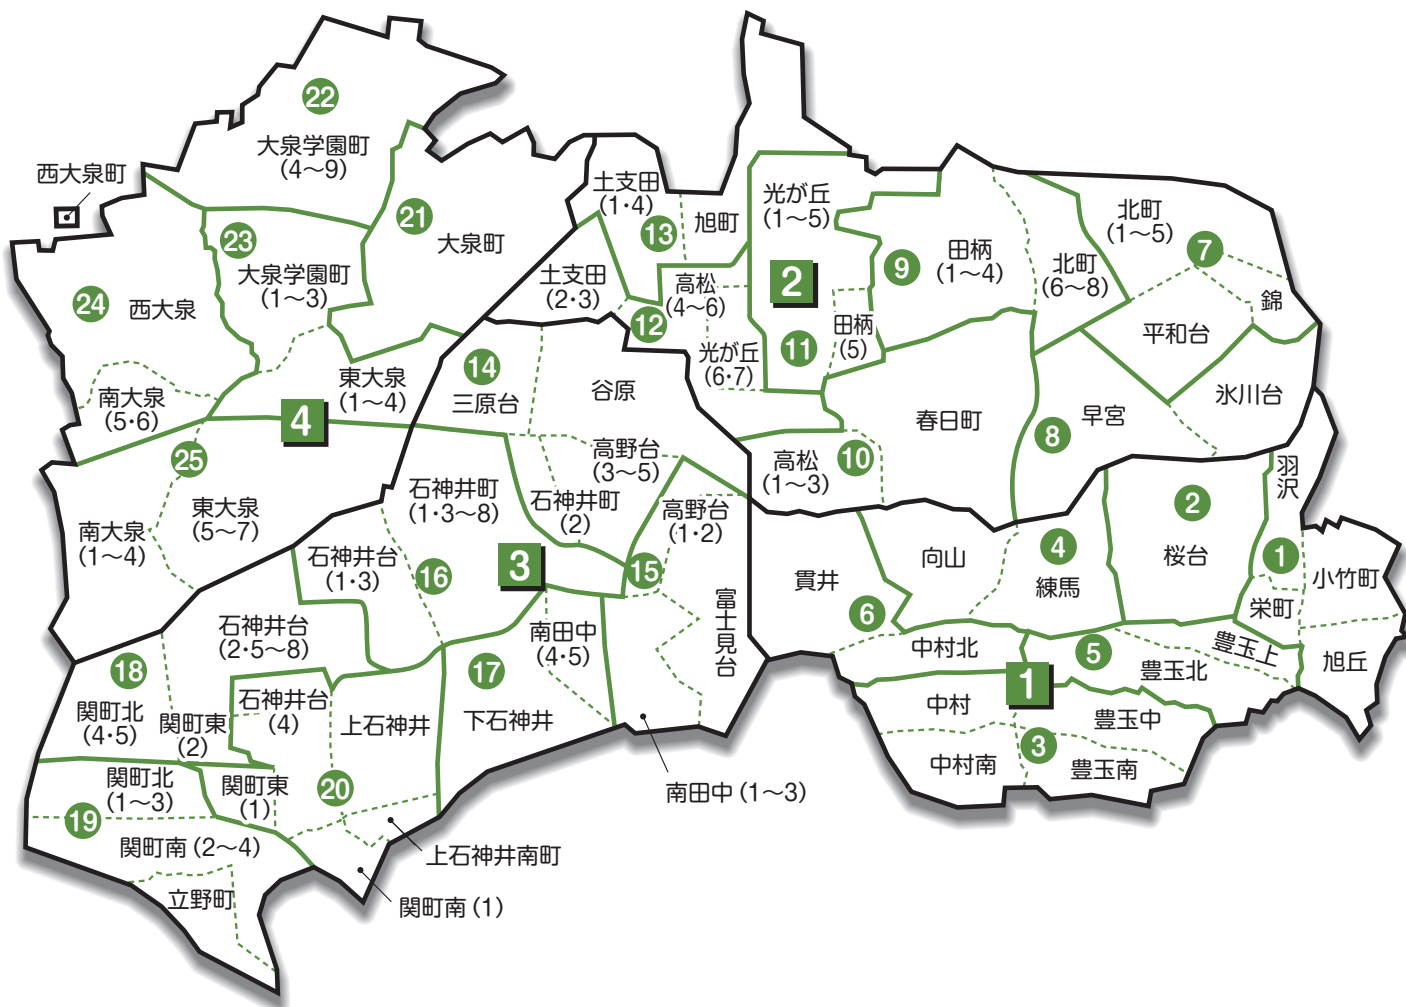 22
大泉学園町
(4〜9)
西大泉町
21
大泉町
23
大泉学園町
(1〜3)
24
西大泉
南大泉
(5・6)
東大泉
(1〜4)
4
25
南大泉
(1〜4)
東大泉
(5〜7)
土支田
(1・4)
13
旭町
土支田
(2・3)
12
高松
(4〜6)
光が丘
(6・7)
光が丘
(1〜5)
2
11
田柄
(5)
9
田柄
(1〜4)
北町
(6〜8)
北町
(1〜5)
7
錦
平和台
氷川台
春日町
8
早宮
高松
(1〜3)
10
14
三原台
谷原
高野台
(3〜5)
石神井町
(1・3〜8)
石神井町
(2)
高野台
(1・2)
石神井台
(1・3)
16
3
15
富士見台
石神井台
(2・5〜8)
南田中
(4・5)
18
関町北
(4・5)
関町東
(2)
石神井台
(4)
上石神井
17
下石神井
関町北
(1〜3)
関町東
(1)
20
19
関町南 (2〜4)
立野町
上石神井南町
関町南 (1)
南田中 (1〜3)
羽沢
2
桜台
1
小竹町
栄町
4
練馬
向山
貫井
6
中村北
5
豊玉北
豊玉上
旭丘
1
中村
豊玉中
3
中村南
豊玉南